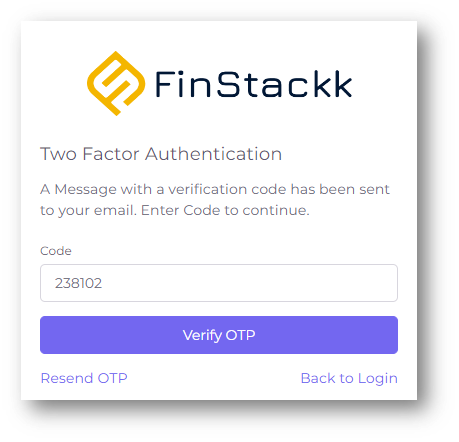 FinStackk
Two Factor Authentication
A Message with a verification code has been sent
to your email. Enter Code to continue.
Code
238102
Verify OTP
Resend OTP
Back to Login